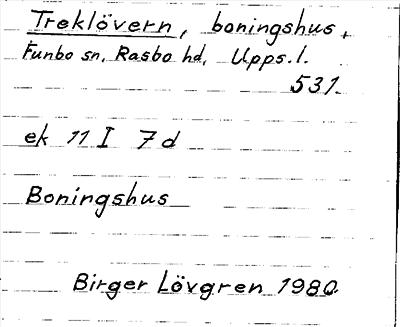 Treklövern, boningshus,
Funbo sn, Rasbo hd, Upps.l.
531.
ek 11 I 7d
Boningshus
Birger Lövgren 1980